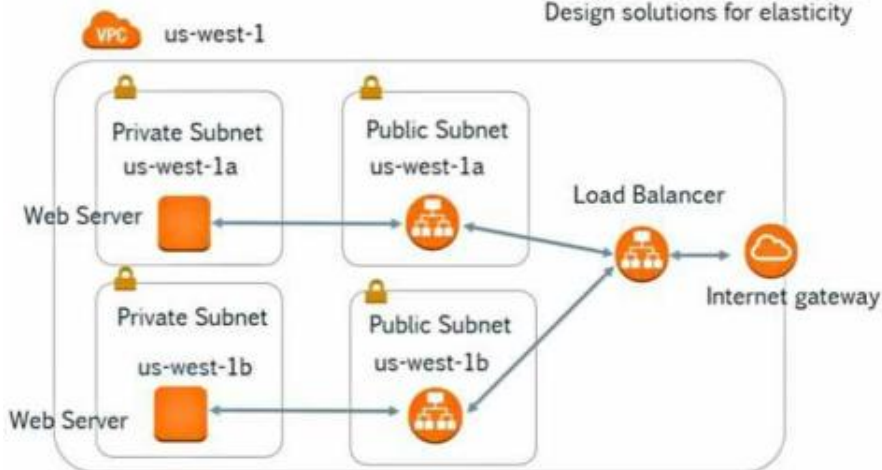 Design solutions for elasticity
VPC
us-west-1
Private Subnet
us-west-1a
Web Server
Public Subnet
us-west-1a
Load Balancer
Internet gateway
Private Subnet
us-west-1b
Web Server
Public Subnet
us-west-1b